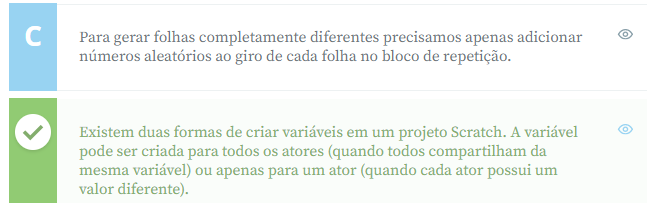 C
Para gerar folhas completamente diferentes precisamos apenas adicionar
números aleatórios ao giro de cada folha no bloco de repetição.
Existem duas formas de criar variáveis em um projeto Scratch. A variável
pode ser criada para todos os atores (quando todos compartilham da
mesma variável) ou apenas para um ator (quando cada ator possui um
valor diferente).